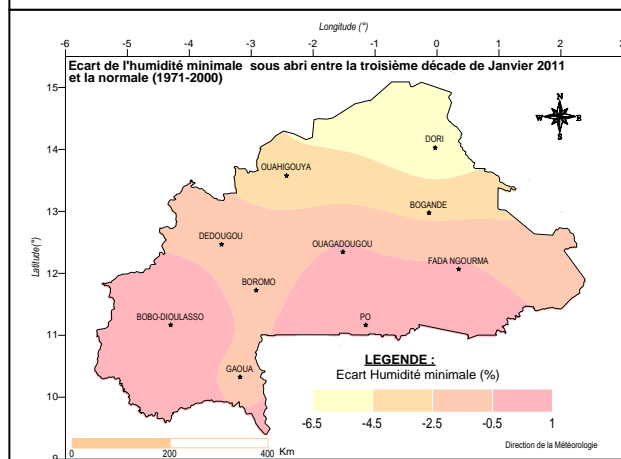 Longitude (°)
-6 -5 -4 -3 -2 -1 0 1 2 3
Ecart de l'humidité minimale sous abri entre la troisième décade de Janvier 2011
et la normale (1971-2000)
15
N
W E
S
DORI
14
OUAHIGOUYA
BOGANDE
13
DEDOUGOU
OUAGADOUGOU
FADA NGOURMA
Latitude(°)
12
BOROMO
BOBO-DIOULASSO
PO
11
LEGENDE :
GAOUA
Ecart Humidité minimale (%)
10
-6.5 -4.5 -2.5 -0.5 1
Direction de la Météorologie
0 200 400 Km
9